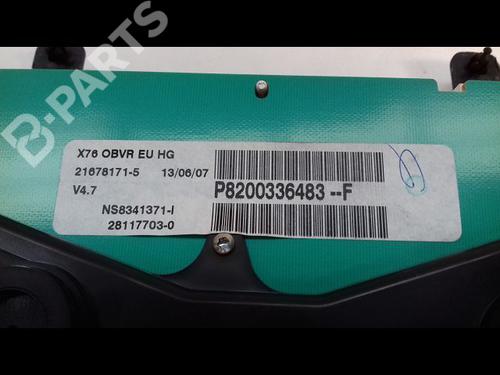 B-PARTS
X76 OBVR EU HG
21678171-5 13/06/07
V4.7 P8200336483--F
NS8341371-I
28117703-0